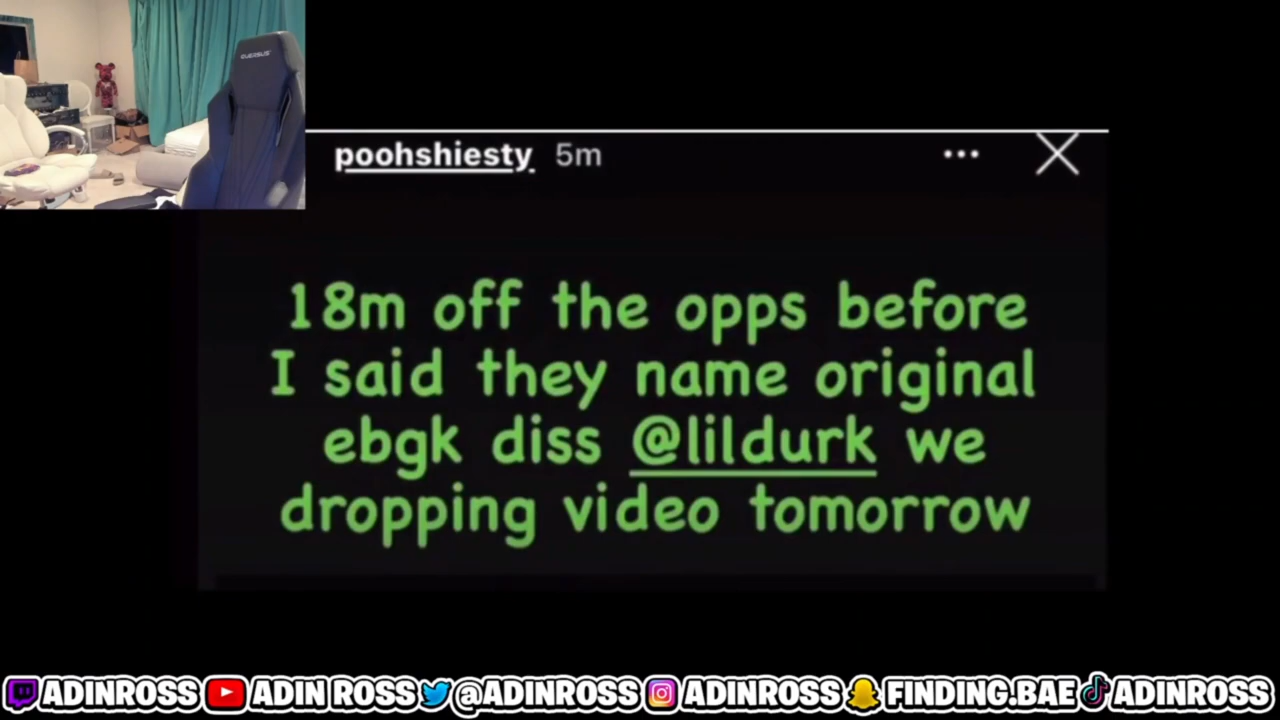 QUERSUS
poohshiesty 5m
18m off the opps before
I said they name original
ebgk diss @lildurk we
dropping video tomorrow
ADINROSS ADIN ROSS @ADINROSS ADINROSS FINDING.BAE ADINROSS